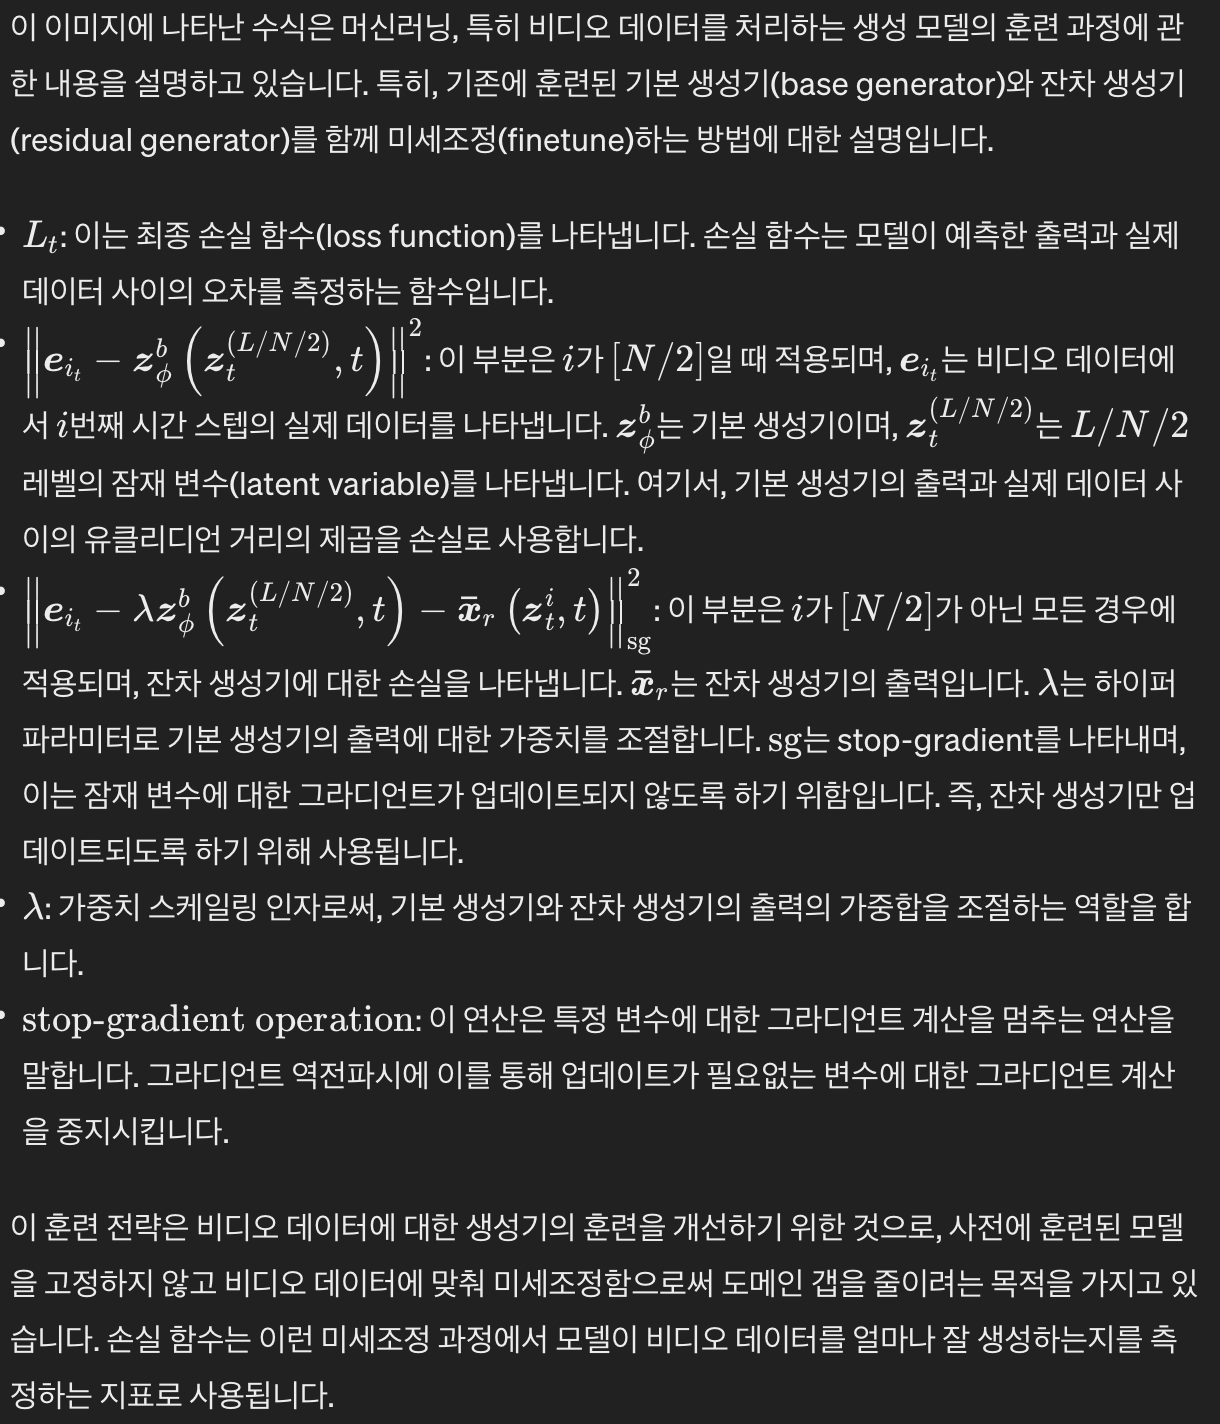 이 이미지에 나타난 수식은 머신러닝, 특히 비디오 데이터를 처리하는 생성 모델의 훈련 과정에 관
한 내용을 설명하고 있습니다. 특히, 기존에 훈련된 기본 생성기(base generator)와 잔차 생성기
(residual generator)를 함께 미세조정(finetune)하는 방법에 대한 설명입니다.
• $L_t$: 이는 최종 손실 함수(loss function)를 나타냅니다. 손실 함수는 모델이 예측한 출력과 실제
데이터 사이의 오차를 측정하는 함수입니다.
• $\left\|\boldsymbol{e}_{i_t} - \boldsymbol{z}_\phi^b\left(\boldsymbol{z}_t^{(L/N/2)}, t\right)\right\|^2$: 이 부분은 $i$가 $[N/2]$일 때 적용되며, $\boldsymbol{e}_{i_t}$는 비디오 데이터에
서 $i$번째 시간 스텝의 실제 데이터를 나타냅니다. $\boldsymbol{z}_\phi^b$는 기본 생성기이며, $\boldsymbol{z}_t^{(L/N/2)}$는 $L/N/2$
레벨의 잠재 변수(latent variable)를 나타냅니다. 여기서, 기본 생성기의 출력과 실제 데이터 사
이의 유클리디언 거리의 제곱을 손실로 사용합니다.
• $\left\|\boldsymbol{e}_{i_t} - \lambda \boldsymbol{z}_\phi^b\left(\boldsymbol{z}_t^{(L/N/2)}, t\right) - \bar{\boldsymbol{x}}_r\left(\boldsymbol{z}_t^i, t\right)\right\|_{\mathrm{sg}}^2$: 이 부분은 $i$가 $[N/2]$가 아닌 모든 경우에
적용되며, 잔차 생성기에 대한 손실을 나타냅니다. $\bar{\boldsymbol{x}}_r$는 잔차 생성기의 출력입니다. $\lambda$는 하이퍼
파라미터로 기본 생성기의 출력에 대한 가중치를 조절합니다. sg는 stop-gradient를 나타내며,
이는 잠재 변수에 대한 그라디언트가 업데이트되지 않도록 하기 위함입니다. 즉, 잔차 생성기만 업
데이트되도록 하기 위해 사용됩니다.
• $\lambda$: 가중치 스케일링 인자로써, 기본 생성기와 잔차 생성기의 출력의 가중합을 조절하는 역할을 합
니다.
• stop-gradient operation: 이 연산은 특정 변수에 대한 그라디언트 계산을 멈추는 연산을
말합니다. 그라디언트 역전파시에 이를 통해 업데이트가 필요없는 변수에 대한 그라디언트 계산
을 중지시킵니다.
이 훈련 전략은 비디오 데이터에 대한 생성기의 훈련을 개선하기 위한 것으로, 사전에 훈련된 모델
을 고정하지 않고 비디오 데이터에 맞춰 미세조정함으로써 도메인 갭을 줄이려는 목적을 가지고 있
습니다. 손실 함수는 이런 미세조정 과정에서 모델이 비디오 데이터를 얼마나 잘 생성하는지를 측
정하는 지표로 사용됩니다.